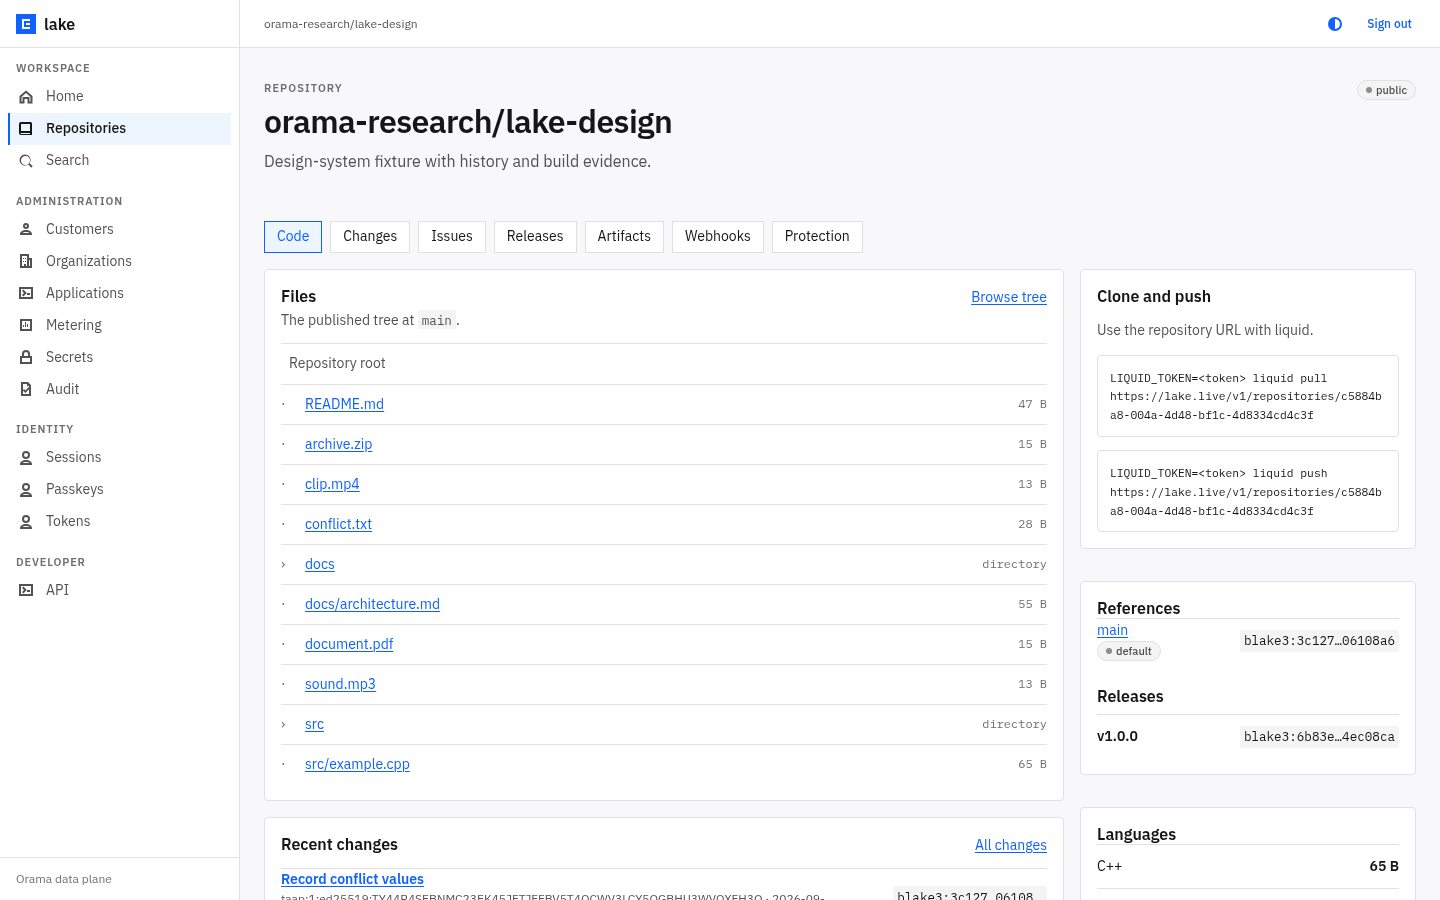 lake
orama-research/lake-design
Sign out
WORKSPACE
Home
Repositories
Search
ADMINISTRATION
Customers
Organizations
Applications
Metering
Secrets
Audit
IDENTITY
Sessions
Passkeys
Tokens
DEVELOPER
API
Orama data plane
REPOSITORY
public
orama-research/lake-design
Design-system fixture with history and build evidence.
Code
Changes
Issues
Releases
Artifacts
Webhooks
Protection
Files
Browse tree
The published tree at main.
Repository root
· README.md 47 B
· archive.zip 15 B
· clip.mp4 13 B
· conflict.txt 28 B
› docs directory
· docs/architecture.md 55 B
· document.pdf 15 B
· sound.mp3 13 B
› src directory
· src/example.cpp 65 B
Recent changes
All changes
Record conflict values
Clone and push
Use the repository URL with liquid.
LIQUID_TOKEN=<token> liquid pull
https://lake.live/v1/repositories/c5884b
a8-004a-4d48-bf1c-4d8334cd4c3f
LIQUID_TOKEN=<token> liquid push
https://lake.live/v1/repositories/c5884b
a8-004a-4d48-bf1c-4d8334cd4c3f
References
main
default
blake3:3c127…06108a6
Releases
v1.0.0 blake3:6b83e…4ec08ca
Languages
C++ 65 B